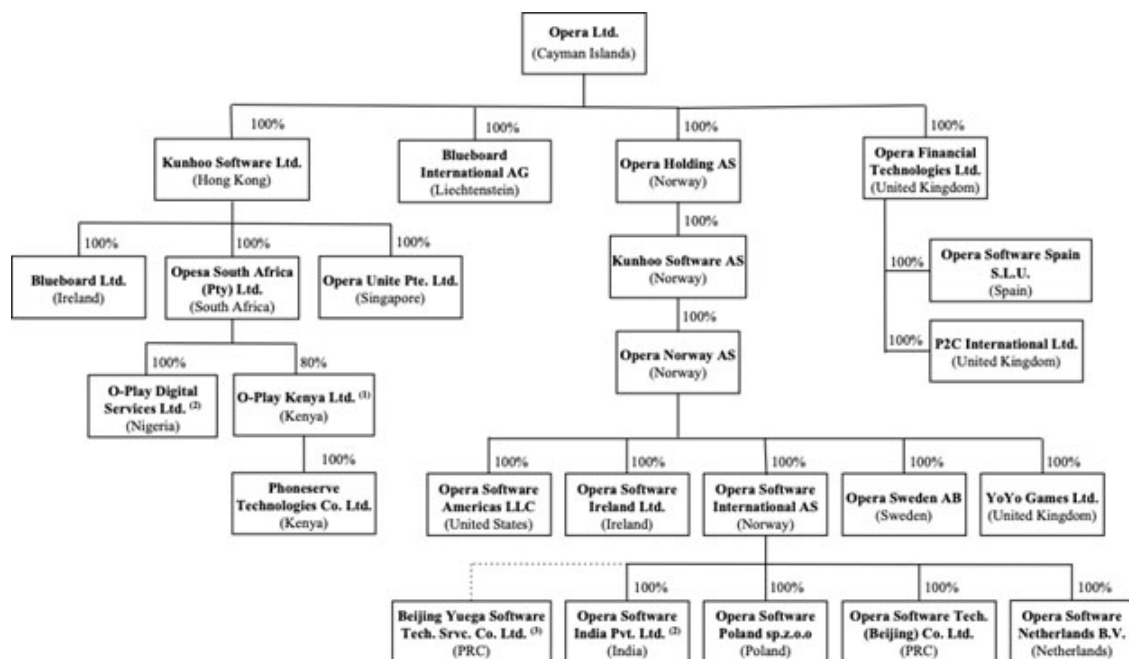 Opera Ltd.
(Cayman Islands)
100%
100%
100%
100%
Kunhoo Software Ltd.
(Hong Kong)
Blueboard
International AG
(Liechtenstein)
Opera Holding AS
(Norway)
Opera Financial
Technologies Ltd.
(United Kingdom)
100%
100%
100%
100%
Blueboard Ltd.
(Ireland)
Opesa South Africa
(Pty) Ltd.
(South Africa)
Opera Unite Pte. Ltd.
(Singapore)
Kunhoo Software AS
(Norway)
100%
Opera Software Spain
S.L.U.
(Spain)
100%
100%
80%
100%
P2C International Ltd.
(United Kingdom)
O-Play Digital
Services Ltd. (2)
(Nigeria)
O-Play Kenya Ltd. (1)
(Kenya)
Opera Norway AS
(Norway)
100%
Phoneserve
Technologies Co. Ltd.
(Kenya)
100%
100%
100%
100%
100%
Opera Software
Americas LLC
(United States)
Opera Software
Ireland Ltd.
(Ireland)
Opera Software
International AS
(Norway)
Opera Sweden AB
(Sweden)
YoYo Games Ltd.
(United Kingdom)
100%
100%
100%
100%
Beijing Yuega Software
Tech. Srvc. Co. Ltd. (3)
(PRC)
Opera Software
India Pvt. Ltd. (2)
(India)
Opera Software
Poland sp.z.o.o
(Poland)
Opera Software Tech.
(Beijing) Co. Ltd.
(PRC)
Opera Software
Netherlands B.V.
(Netherlands)